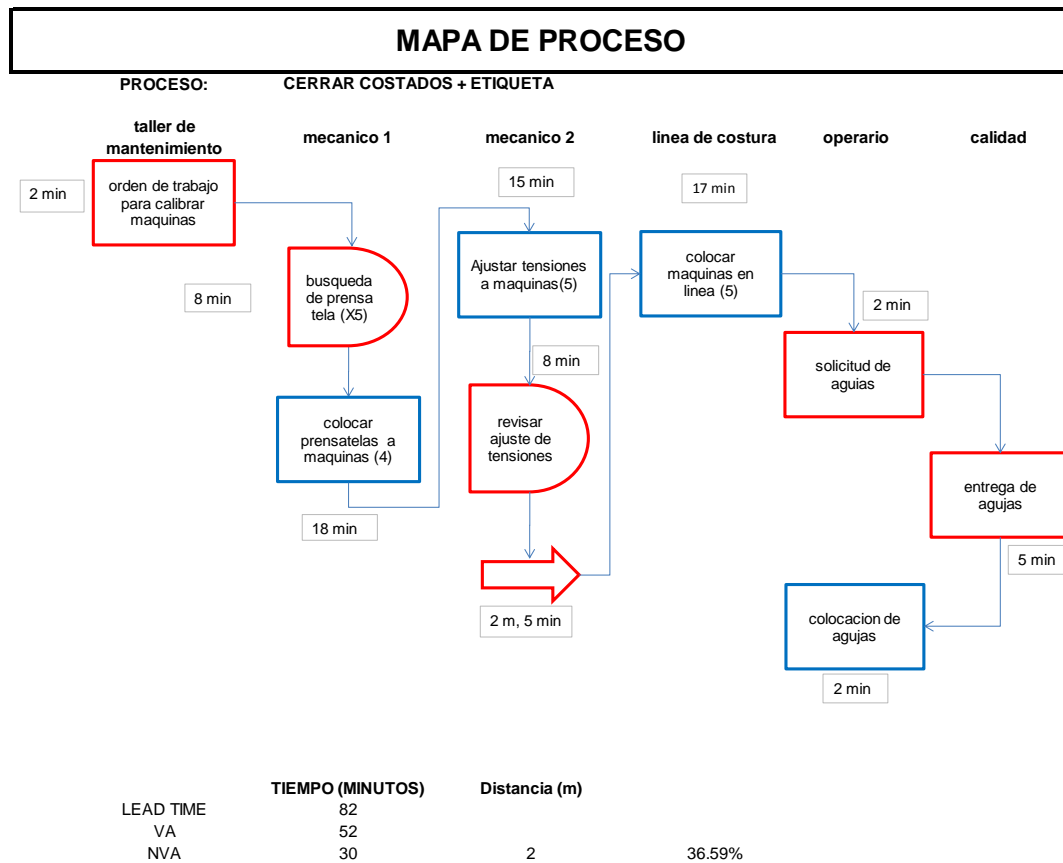 MAPA DE PROCESO
PROCESO: CERRAR COSTADOS + ETIQUETA
taller de
mantenimiento
mecanico 1
mecanico 2
linea de costura
operario
calidad
2 min
orden de trabajo
para calibrar
maquinas
15 min
17 min
8 min
busqueda
de prensa
tela (X5)
Ajustar tensiones
a maquinas(5)
colocar
maquinas en
linea (5)
2 min
8 min
solicitud de
agujas
colocar
prensatelas a
maquinas (4)
revisar
ajuste de
tensiones
entrega de
agujas
18 min
5 min
2 m, 5 min
colocacion de
agujas
2 min
TIEMPO (MINUTOS) Distancia (m)
LEAD TIME 82
VA 52
NVA 30 2 36.59%